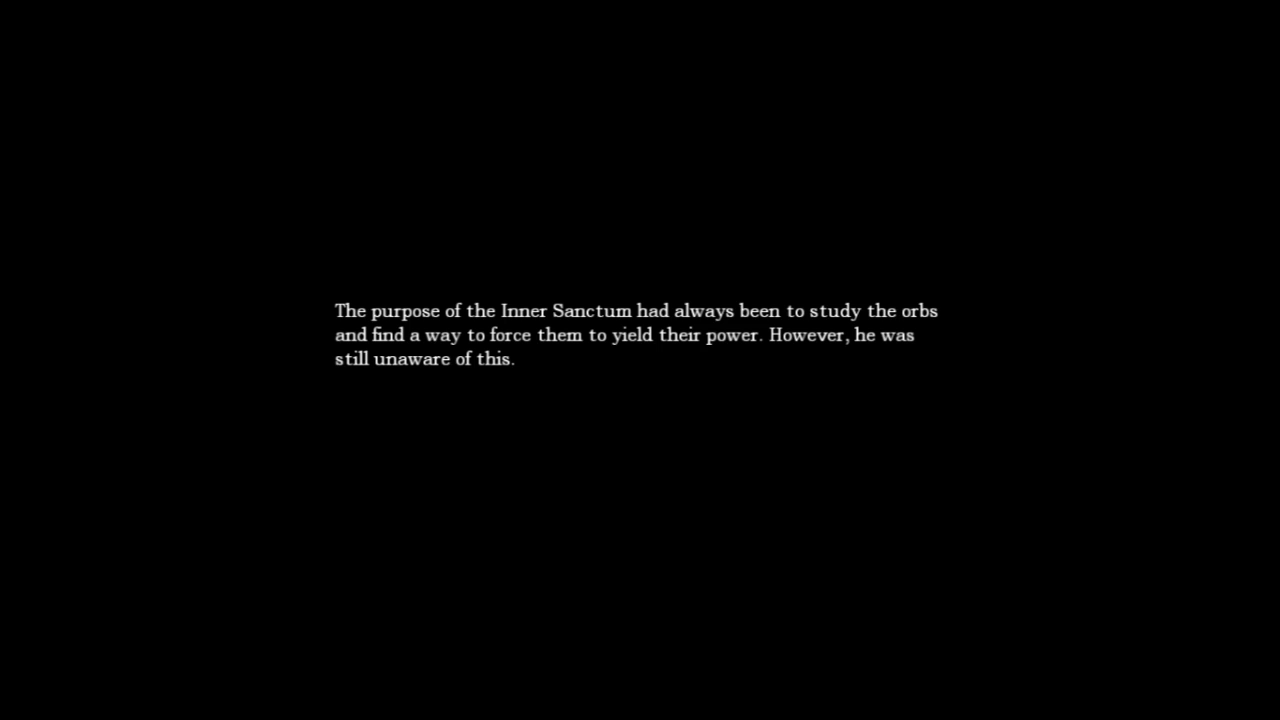 The purpose of the Inner Sanctum had always been to study the orbs
and find a way to force them to yield their power. However, he was
still unaware of this.